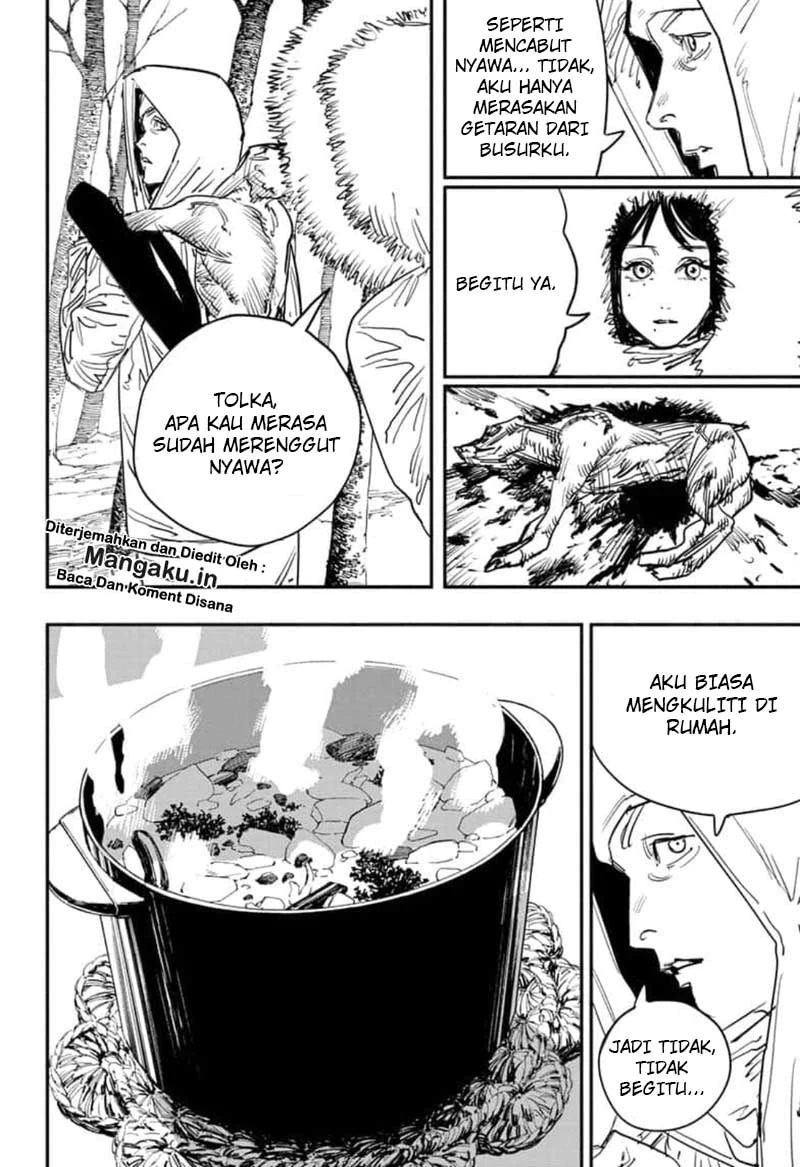 SEPERTI
MENCABUT
NYAWA... TIDAK,
AKU HANYA
MERASAKAN
GETARAN DARI
BUSURKU.
BEGITU YA.
TOLKA,
APA KAU MERASA
SUDAH MERENGGUT
NYAWA?
Diterjemahkan dan Diedit Oleh :
Mangaku.in
Baca Dan Koment Disana
AKU BIASA
MENGKULITI DI
RUMAH.
JADI TIDAK,
TIDAK
BEGITU...